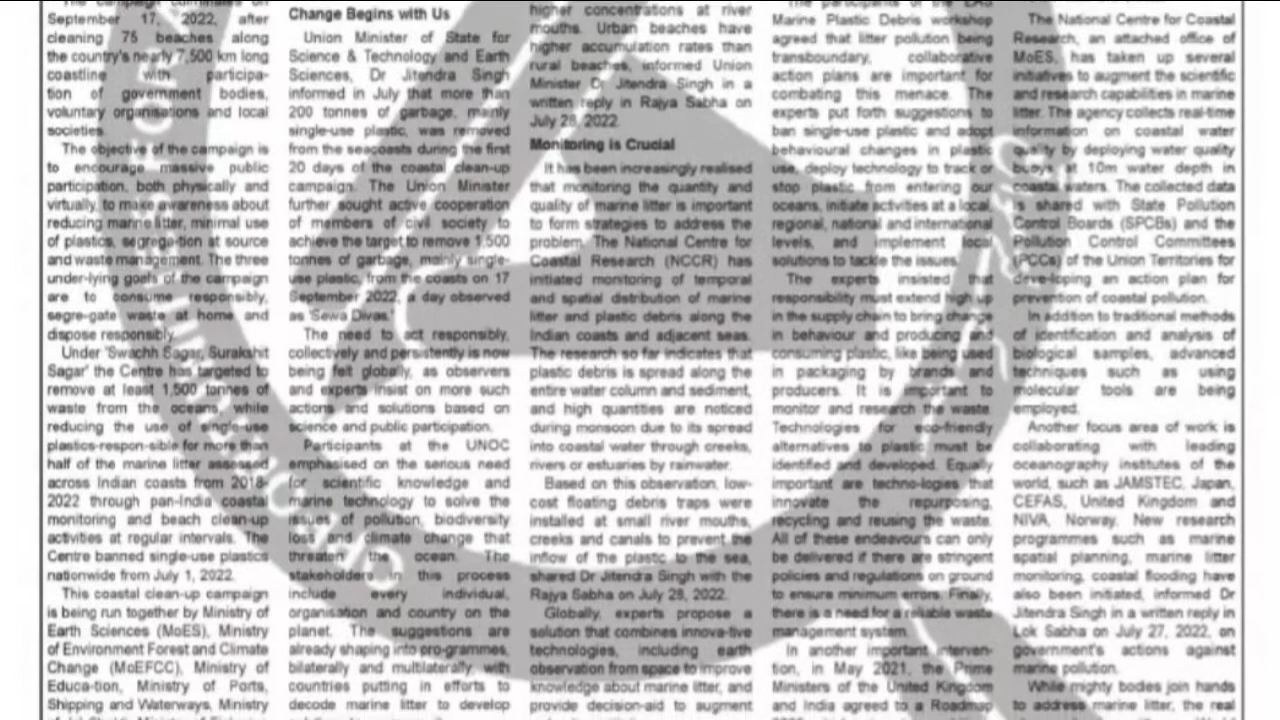 September 17, 2022, after
cleaning 75 beaches along
the country's nearly 7,500 km long
coastline with participa-
tion of government bodies,
voluntary organisations and local
societies.
The objective of the campaign is
to encourage massive public
participation, both physically and
virtually, to make awareness about
reducing marine litter, minimal use
of plastics, segrega-tion at source
and waste management. The three
under-lying goals of the campaign
are to consume responsibly,
segre-gate waste at home and
dispose responsibly.
Under 'Swachh Sagar, Surakshit
Sagar' the Centre has targeted to
remove at least 1,500 tonnes of
waste from the oceans, while
reducing the use of single-use
plastics-respon-sible for more than
half of the marine litter assessed
across Indian coasts from 2018-
2022 through pan-India coastal
monitoring and beach clean-up
activities at regular intervals. The
Centre banned single-use plastics
nationwide from July 1, 2022.
This coastal clean-up campaign
is being run together by Ministry of
Earth Sciences (MoES), Ministry
of Environment Forest and Climate
Change (MoEFCC), Ministry of
Educa-tion, Ministry of Ports,
Shipping and Waterways, Ministry
Change Begins with Us
Union Minister of State for
Science & Technology and Earth
Sciences, Dr Jitendra Singh
informed in July that more than
200 tonnes of garbage, mainly
single-use plastic, was removed
from the seacoasts during the first
20 days of the coastal clean-up
campaign. The Union Minister
further sought active cooperation
of members of civil society to
achieve the target to remove 1,500
tonnes of garbage, mainly single-
use plastic, from the coasts on 17
September 2022, a day observed
as 'Sewa Divas.'
The need to act responsibly,
collectively and persistently is now
being felt globally, as observers
and experts insist on more such
actions and solutions based on
science and public participation.
Participants at the UNOC
emphasised on the serious need
for scientific knowledge and
marine technology to solve the
issues of pollution, biodiversity
loss and climate change that
threaten the ocean. The
stakeholders in this process
include every individual,
organisation and country on the
planet. The suggestions are
already shaping into pro-grammes,
bilaterally and multilaterally, with
countries putting in efforts to
decode marine litter to develop
higher concentrations at river
mouths. Urban beaches have
higher accumulation rates than
rural beaches, informed Union
Minister Dr Jitendra Singh in a
written reply in Rajya Sabha on
July 28, 2022.
Monitoring is Crucial
It has been increasingly realised
that monitoring the quantity and
quality of marine litter is important
to form strategies to address the
problem. The National Centre for
Coastal Research (NCCR) has
initiated monitoring of temporal
and spatial distribution of marine
litter and plastic debris along the
Indian coasts and adjacent seas.
The research so far indicates that
plastic debris is spread along the
entire water column and sediment,
and high quantities are noticed
during monsoon due to its spread
into coastal water through creeks,
rivers or estuaries by rainwater.
Based on this observation, low-
cost floating debris traps were
installed at small river mouths,
creeks and canals to prevent the
inflow of the plastic to the sea,
shared Dr Jitendra Singh with the
Rajya Sabha on July 28, 2022.
Globally, experts propose a
solution that combines innova-tive
technologies, including earth
observation from space to improve
knowledge about marine litter, and
provide decision-aid to augment
The participants of the EAS
Marine Plastic Debris workshop
agreed that litter pollution being
transboundary, collaborative
action plans are important for
combating this menace. The
experts put forth suggestions to
ban single-use plastic and adopt
behavioural changes in plastic
use, deploy technology to track or
stop plastic from entering our
oceans, initiate activities at a local,
regional, national and international
levels, and implement local
solutions to tackle the issues.
The experts insisted that
responsibility must extend high up
in the supply chain to bring change
in behaviour and producing and
consuming plastic, like being used
in packaging by brands and
producers. It is important to
monitor and research the waste.
Technologies for eco-friendly
alternatives to plastic must be
identified and developed. Equally
important are techno-logies that
innovate the repurposing,
recycling and reusing the waste.
All of these endeavours can only
be delivered if there are stringent
policies and regulations on ground
to ensure minimum errors. Finally,
there is a need for a reliable waste
management system.
In another important interven-
tion, in May 2021, the Prime
Ministers of the United Kingdom
and India agreed to a Roadmap
The National Centre for Coastal
Research, an attached office of
MoES, has taken up several
initiatives to augment the scientific
and research capabilities in marine
litter. The agency collects real-time
information on coastal water
quality by deploying water quality
buoys at 10m water depth in
coastal waters. The collected data
is shared with State Pollution
Control Boards (SPCBs) and the
Pollution Control Committees
(PCCs) of the Union Territories for
deve-loping an action plan for
prevention of coastal pollution.
In addition to traditional methods
of identification and analysis of
biological samples, advanced
techniques such as using
molecular tools are being
employed.
Another focus area of work is
collaborating with leading
oceanography institutes of the
world, such as JAMSTEC, Japan,
CEFAS, United Kingdom and
NIVA, Norway. New research
programmes such as marine
spatial planning, marine litter
monitoring, coastal flooding have
also been initiated, informed Dr
Jitendra Singh in a written reply in
Lok Sabha on July 27, 2022, on
government's actions against
marine pollution.
While mighty bodies join hands
to address marine litter, the real